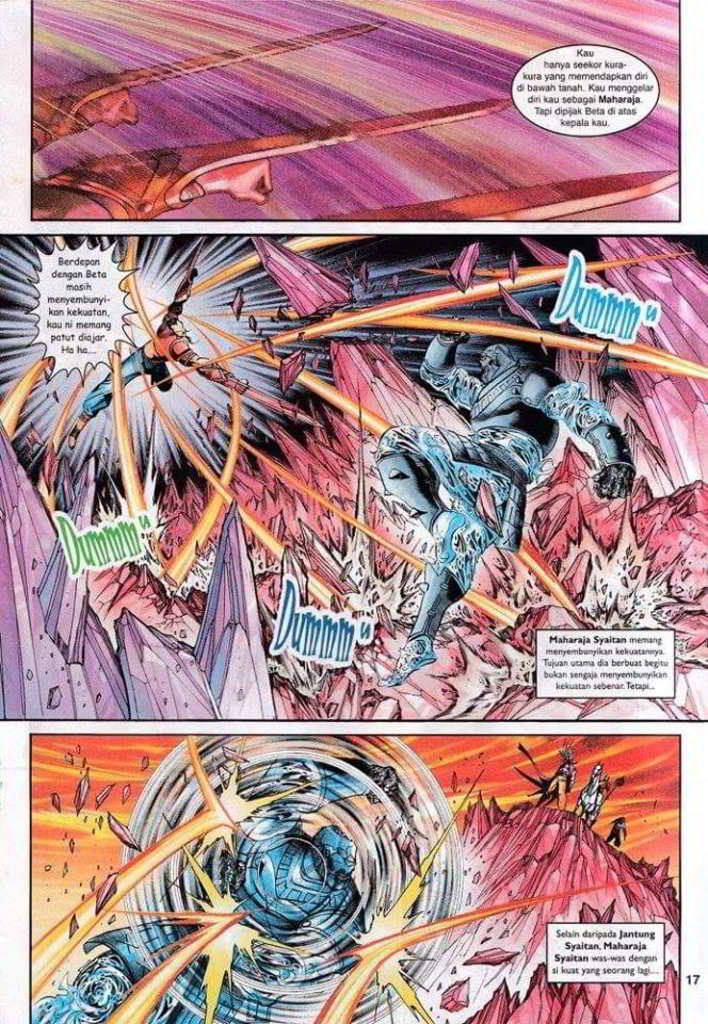 Kau
hanya seekor kura-
kura yang memendapkan diri
di bawah tanah. Kau menggelar
diri kau sebagai Maharaja.
Tapi dipijak Beta di atas
kepala kau.
Berdepan
dengan Beta
masih
menyembunyi-
kan kekuatan,
kau ni memang
patut diajar.
Ha ha....
Dummm
Dummm
Dummm
Maharaja Syaitan memang
menyembunyikan kekuatannya.
Tujuan utama dia berbuat begitu
bukan sengaja menyembunyikan
kekuatan sebenar. Tetapi...
Selain daripada Jantung
Syaitan, Maharaja
Syaitan was-was dengan
si kuat yang seorang lagi....
17